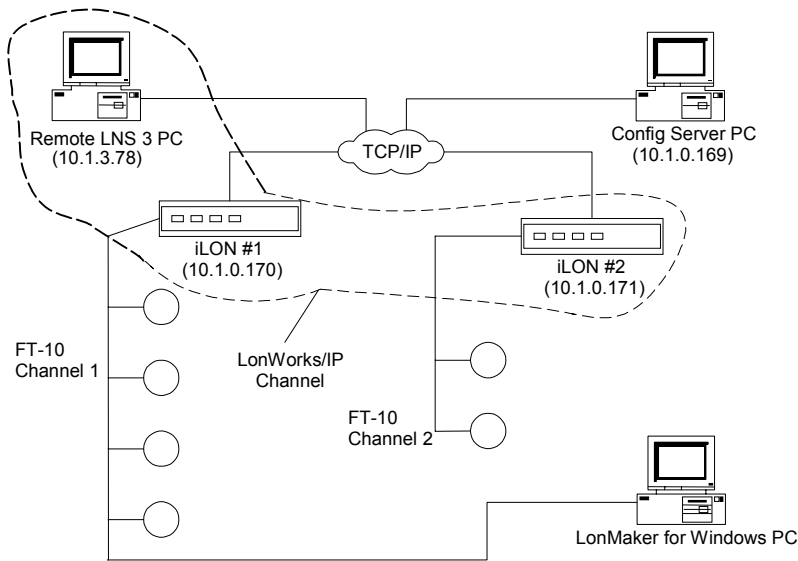 Remote LNS 3 PC
(10.1.3.78)
Config Server PC
(10.1.0.169)
TCP/IP
iLON #1
(10.1.0.170)
iLON #2
(10.1.0.171)
FT-10
Channel 1
LonWorks/IP
Channel
FT-10
Channel 2
LonMaker for Windows PC